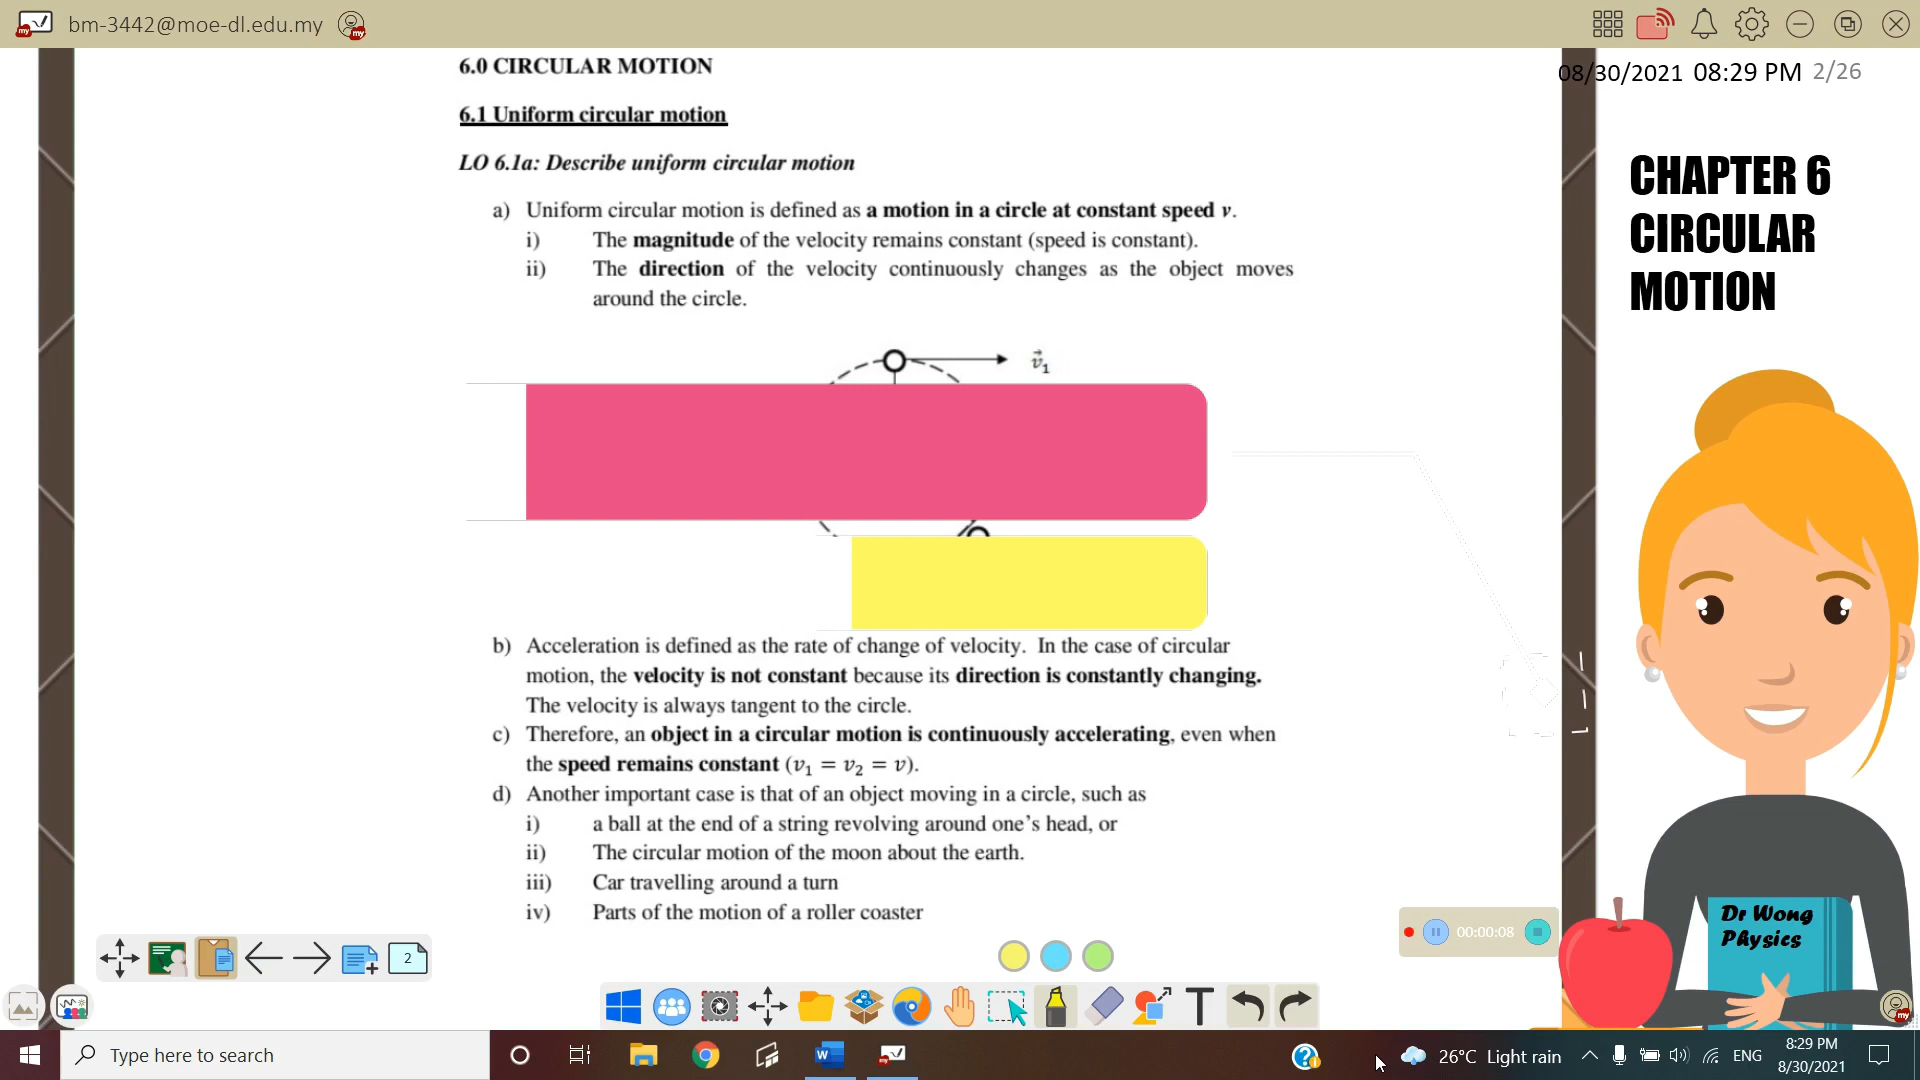 bm-3442@moe-dl.edu.my
08/30/2021 08:29 PM 2/26
6.0 CIRCULAR MOTION
6.1 Uniform circular motion
LO 6.1a: Describe uniform circular motion
a) Uniform circular motion is defined as a motion in a circle at constant speed v.
i) The magnitude of the velocity remains constant (speed is constant).
ii) The direction of the velocity continuously changes as the object moves
around the circle.
v⃗₁
b) Acceleration is defined as the rate of change of velocity. In the case of circular
motion, the velocity is not constant because its direction is constantly changing.
The velocity is always tangent to the circle.
c) Therefore, an object in a circular motion is continuously accelerating, even when
the speed remains constant (v₁ = v₂ = v).
d) Another important case is that of an object moving in a circle, such as
i) a ball at the end of a string revolving around one's head, or
ii) The circular motion of the moon about the earth.
iii) Car travelling around a turn
iv) Parts of the motion of a roller coaster
CHAPTER 6
CIRCULAR
MOTION
Dr Wong
Physics
00:00:08
2
T
Type here to search
26°C Light rain
ENG
8:29 PM
8/30/2021